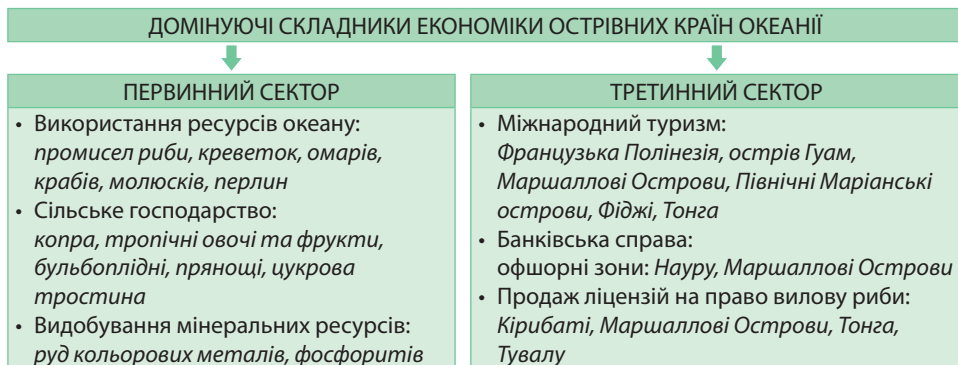 ДОМІНУЮЧІ СКЛАДНИКИ ЕКОНОМІКИ ОСТРІВНИХ КРАЇН ОКЕАНІЇ
ПЕРВИННИЙ СЕКТОР
• Використання ресурсів океану:
промисел риби, креветок, омарів,
крабів, молюсків, перлин
• Сільське господарство:
копра, тропічні овочі та фрукти,
бульбоплідні, прянощі, цукрова
тростина
• Видобування мінеральних ресурсів:
руд кольорових металів, фосфоритів
ТРЕТИННИЙ СЕКТОР
• Міжнародний туризм:
Французька Полінезія, острів Гуам,
Маршаллові Острови, Північні Маріанські
острови, Фіджі, Тонга
• Банківська справа:
офшорні зони: Науру, Маршаллові Острови
• Продаж ліцензій на право вилову риби:
Кірибаті, Маршаллові Острови, Тонга,
Тувалу